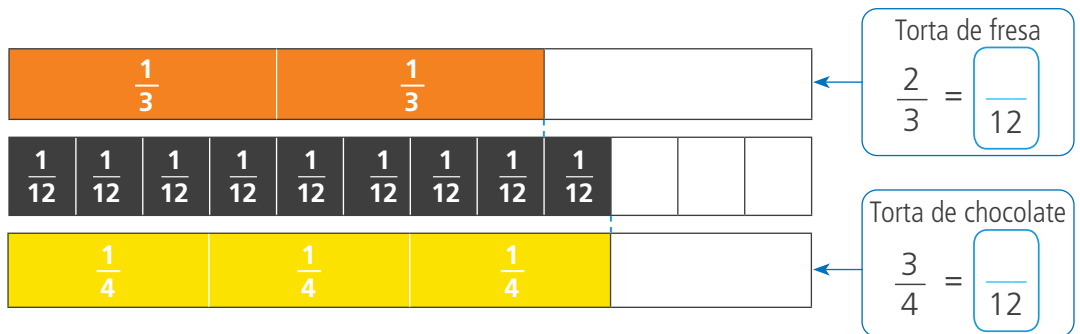 Torta de fresa
2/3 = /12
1/3 1/3
1/12 1/12 1/12 1/12 1/12 1/12 1/12 1/12 1/12
Torta de chocolate
3/4 = /12
1/4 1/4 1/4